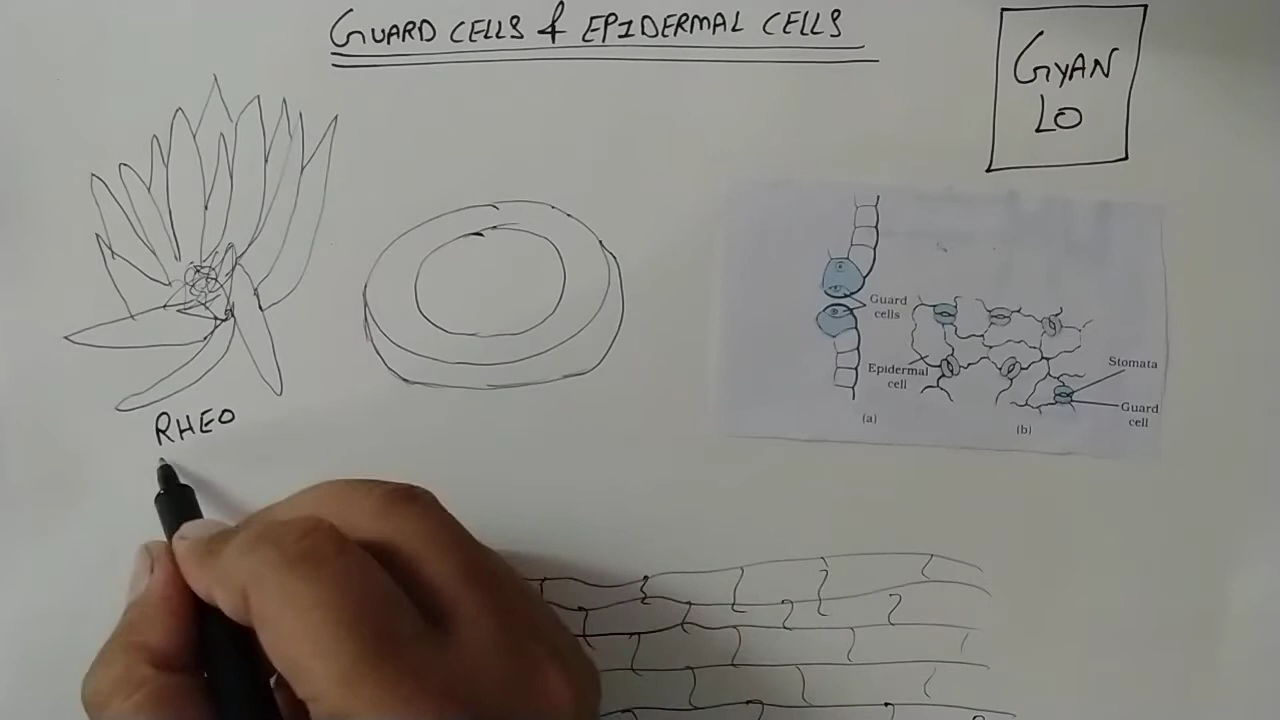 GUARD CELLS & EPIDERMAL CELLS
GYAN
LO
Guard
cells
Epidermal
cell
Stomata
Guard
cell
(a)
(b)
RHEO